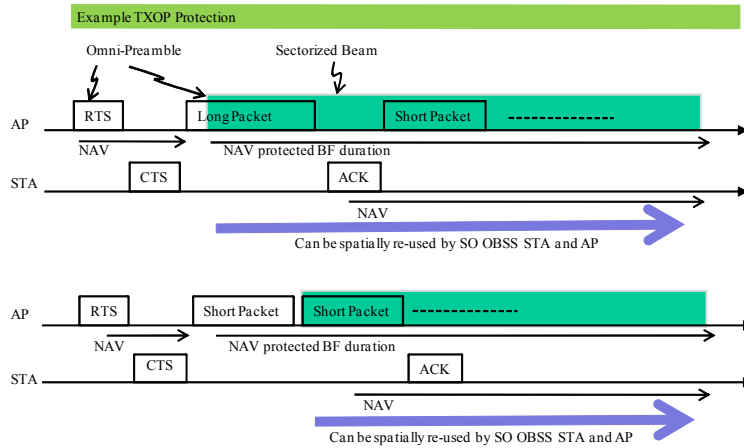 Example TXOP Protection
Omni-Preamble
Sectorized Beam
AP
RTS
Long Packet
Short Packet
NAV
NAV protected BF duration
STA
CTS
ACK
NAV
Can be spatially re-used by SO OBSS STA and AP
AP
RTS
Short Packet
Short Packet
NAV
NAV protected BF duration
STA
CTS
ACK
NAV
Can be spatially re-used by SO OBSS STA and AP